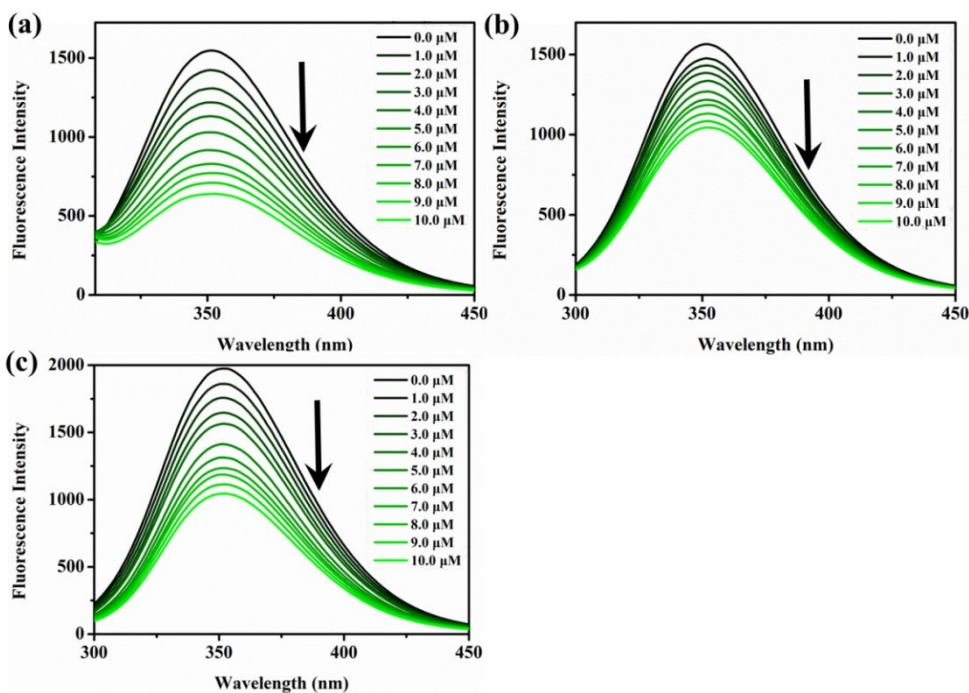 (a)
Fluorescence Intensity
1500
1000
500
0
350
400
450
Wavelength (nm)
0.0 µM
1.0 µM
2.0 µM
3.0 µM
4.0 µM
5.0 µM
6.0 µM
7.0 µM
8.0 µM
9.0 µM
10.0 µM
(b)
Fluorescence Intensity
1500
1000
500
0
300
350
400
450
Wavelength (nm)
0.0 µM
1.0 µM
2.0 µM
3.0 µM
4.0 µM
5.0 µM
6.0 µM
7.0 µM
8.0 µM
9.0 µM
10.0 µM
(c)
Fluorescence Intensity
2000
1500
1000
500
0
300
350
400
450
Wavelength (nm)
0.0 µM
1.0 µM
2.0 µM
3.0 µM
4.0 µM
5.0 µM
6.0 µM
7.0 µM
8.0 µM
9.0 µM
10.0 µM